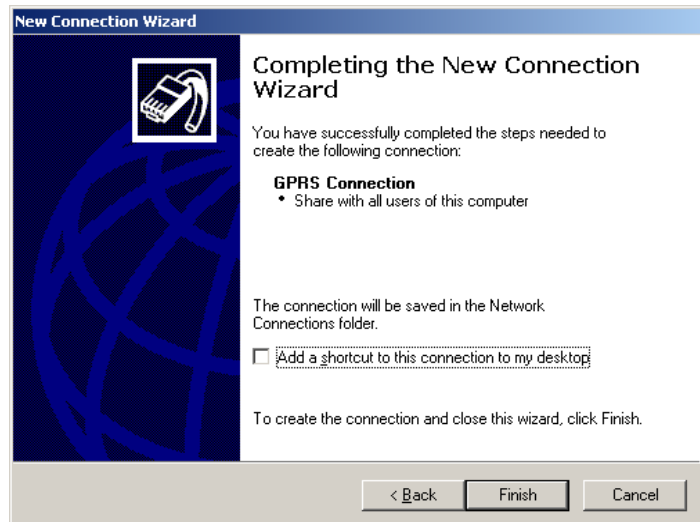 New Connection Wizard
Completing the New Connection
Wizard
You have successfully completed the steps needed to
create the following connection:
GPRS Connection
• Share with all users of this computer
The connection will be saved in the Network
Connections folder.
Add a shortcut to this connection to my desktop
To create the connection and close this wizard, click Finish.
< Back
Finish
Cancel